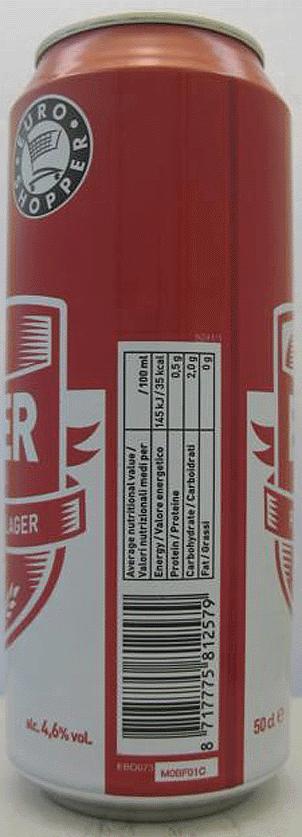 EURO SHOPPER
ER
LAGER
alc. 4,6% vol.
Average nutritional value / / 100 ml
Valori nutrizionali medi per
Energy / Valore energetico 145 kJ / 35 kcal
Protein / Proteine 0,5 g
Carbohydrate / Carboidrati 2,0 g
Fat / Grassi 0 g
8 717775 812579
EBO073 MOBF01C
50 cl e